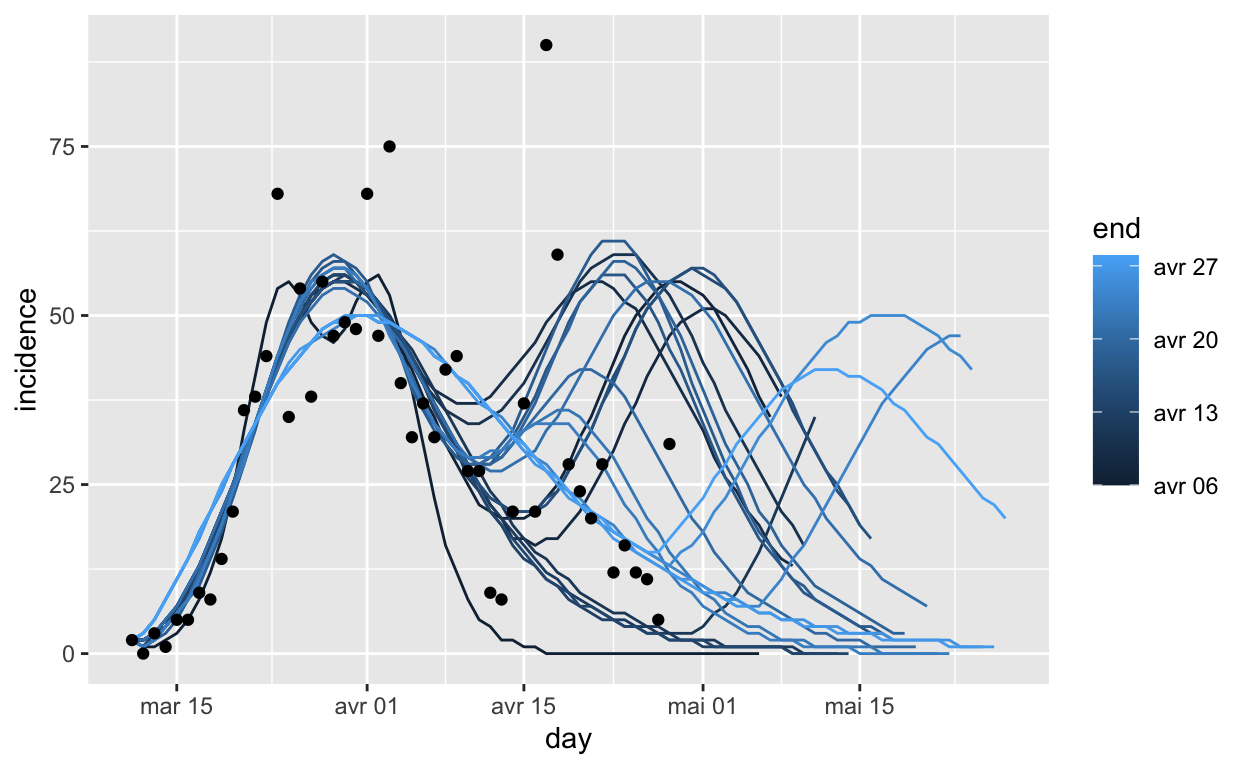 75
50
25
0
incidence
mar 15
avr 01
avr 15
mai 01
mai 15
day
end
avr 27
avr 20
avr 13
avr 06